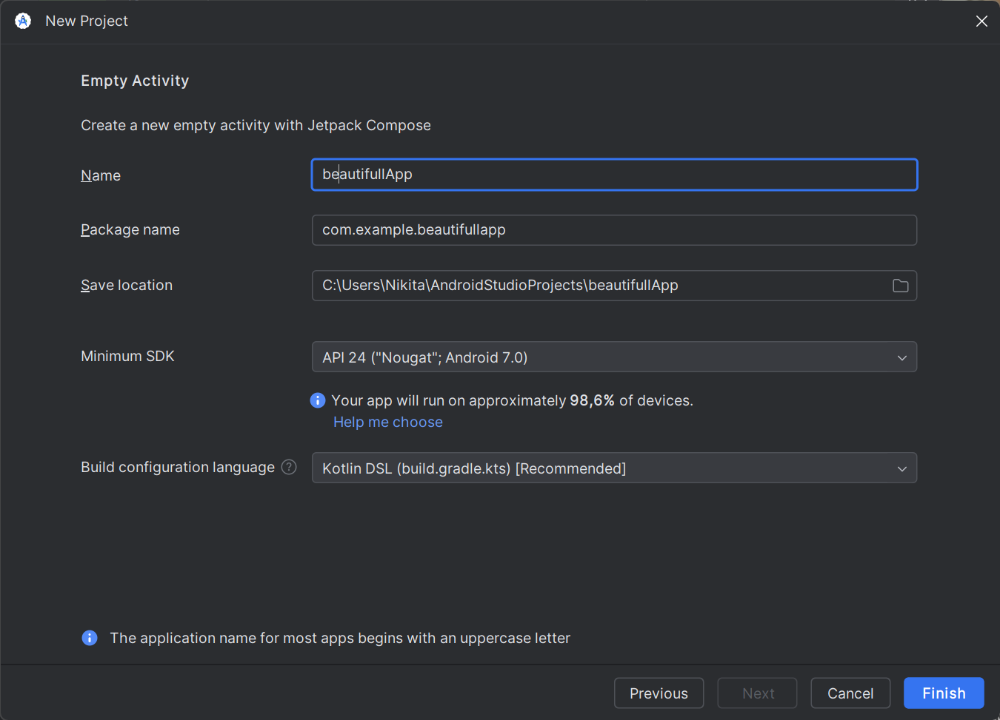 New Project
Empty Activity
Create a new empty activity with Jetpack Compose
Name beautifullApp
Package name com.example.beautifullapp
Save location C:\Users\Nikita\AndroidStudioProjects\beautifullApp
Minimum SDK API 24 ("Nougat"; Android 7.0)
Your app will run on approximately 98,6% of devices.
Help me choose
Build configuration language ? Kotlin DSL (build.gradle.kts) [Recommended]
The application name for most apps begins with an uppercase letter
Previous Next Cancel Finish